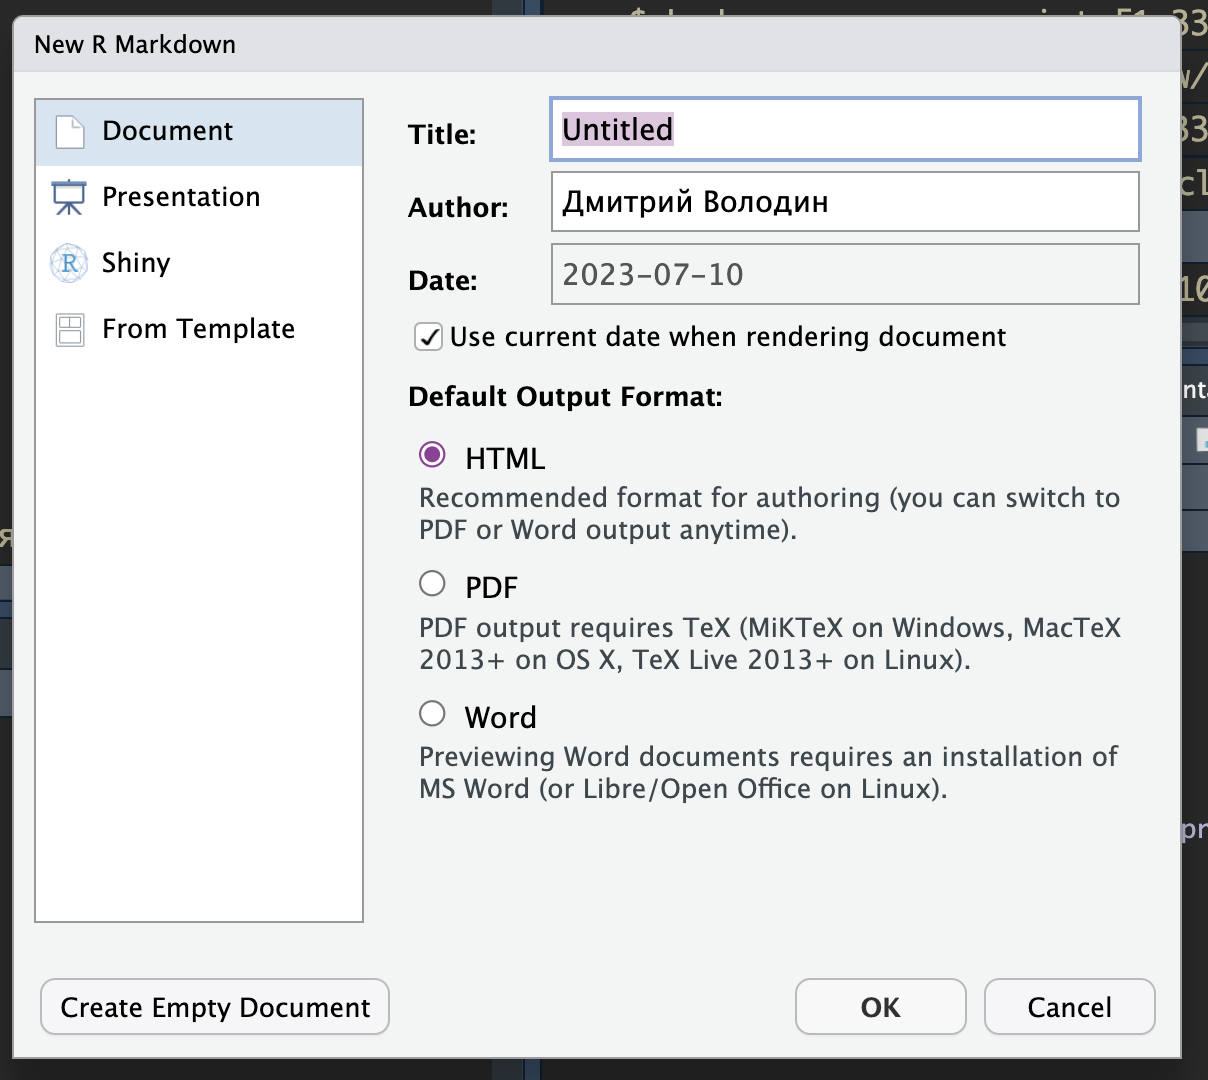 New R Markdown
Document
Presentation
Shiny
From Template
Title: Untitled
Author: Дмитрий Володин
Date: 2023-07-10
Use current date when rendering document
Default Output Format:
HTML
Recommended format for authoring (you can switch to
PDF or Word output anytime).
PDF
PDF output requires TeX (MiKTeX on Windows, MacTeX
2013+ on OS X, TeX Live 2013+ on Linux).
Word
Previewing Word documents requires an installation of
MS Word (or Libre/Open Office on Linux).
Create Empty Document
OK
Cancel